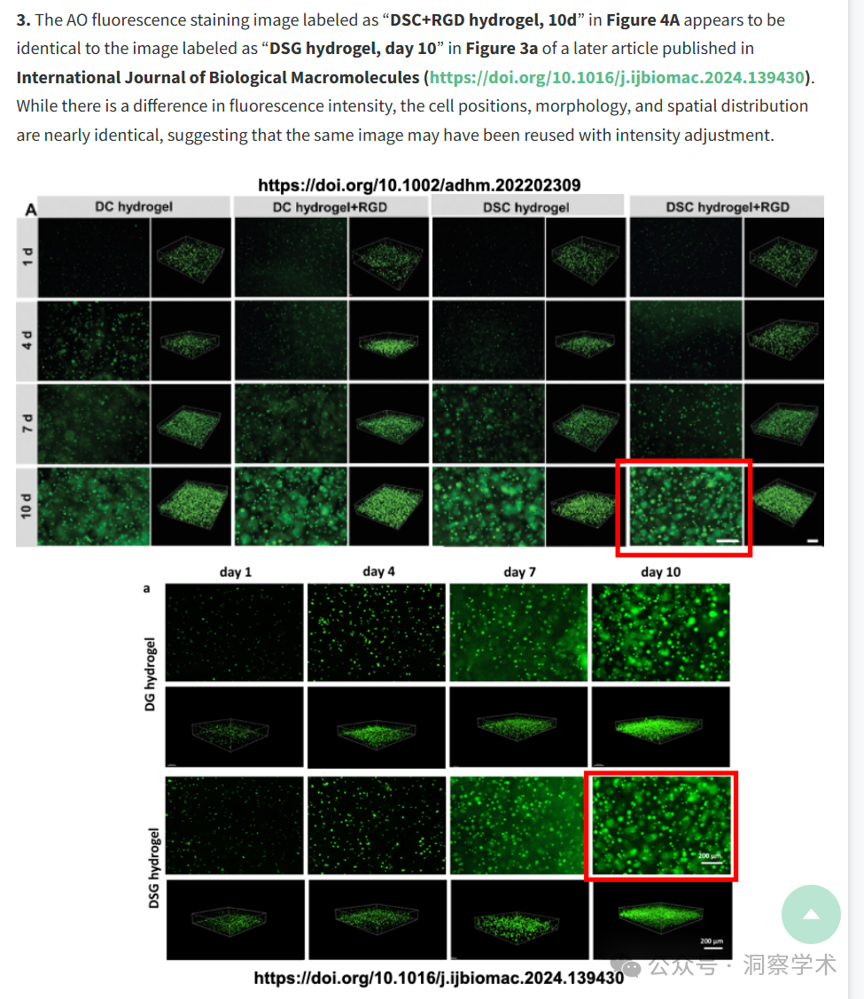 3. The AO fluorescence staining image labeled as “DSC+RGD hydrogel, 10d” in Figure 4A appears to be
identical to the image labeled as “DSG hydrogel, day 10” in Figure 3a of a later article published in
International Journal of Biological Macromolecules (https://doi.org/10.1016/j.ijbiomac.2024.139430).
While there is a difference in fluorescence intensity, the cell positions, morphology, and spatial distribution
are nearly identical, suggesting that the same image may have been reused with intensity adjustment.
https://doi.org/10.1002/adhm.202202309
A
DC hydrogel
DC hydrogel+RGD
DSC hydrogel
DSC hydrogel+RGD
1 d
4 d
7 d
10 d
day 1
day 4
day 7
day 10
a
DG hydrogel
DSG hydrogel
200 μm
200 μm
公众号 · 洞察学术
https://doi.org/10.1016/j.ijbiomac.2024.139430